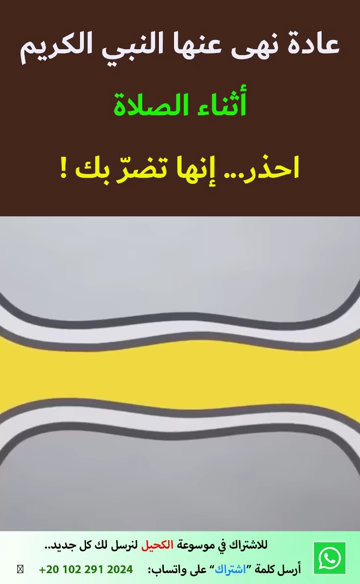 عادة نهى عنها النبي الكريم
أثناء الصلاة
احذر... إنها تضرّ بك !
للاشتراك في موسوعة الكحيل لنرسل لك كل جديد..
أرسل كلمة "اشتراك" على واتساب: +20 102 291 2024